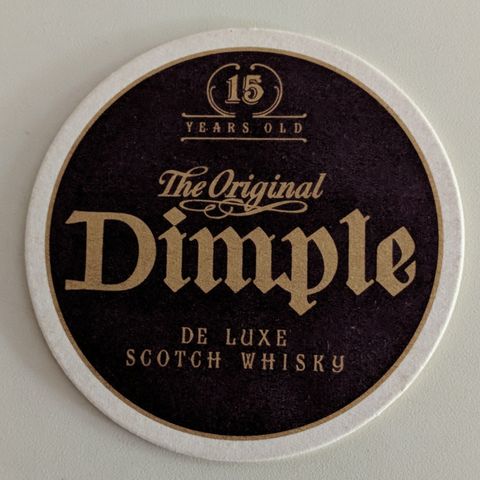 15
YEARS OLD
The Original
Dimple
DE LUXE
SCOTCH WHISKY